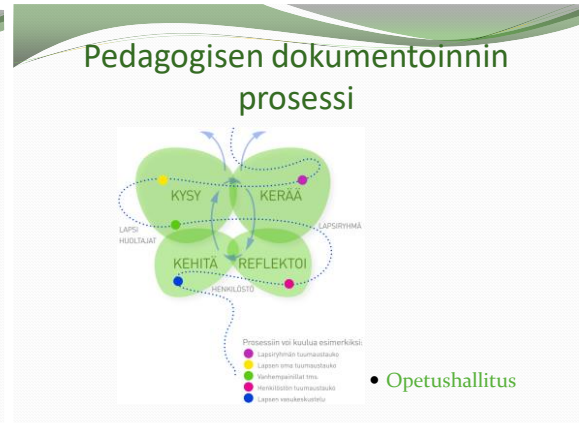 Pedagogisen dokumentoinnin
prosessi
KYSY
KERÄÄ
LAPSI
HUOLTAJAT
LAPSIRYHMÄ
KEHITÄ
REFLEKTOI
HENKILÖSTÖ
Prosessiin voi kuulua esimerkiksi:
Lapsiryhmän tuumaustauko
Lapsen oma tuumaustauko
Vanhempainillat tms.
Henkilöstön tuumaustauko
Lapsen vasukeskustelu
• Opetushallitus